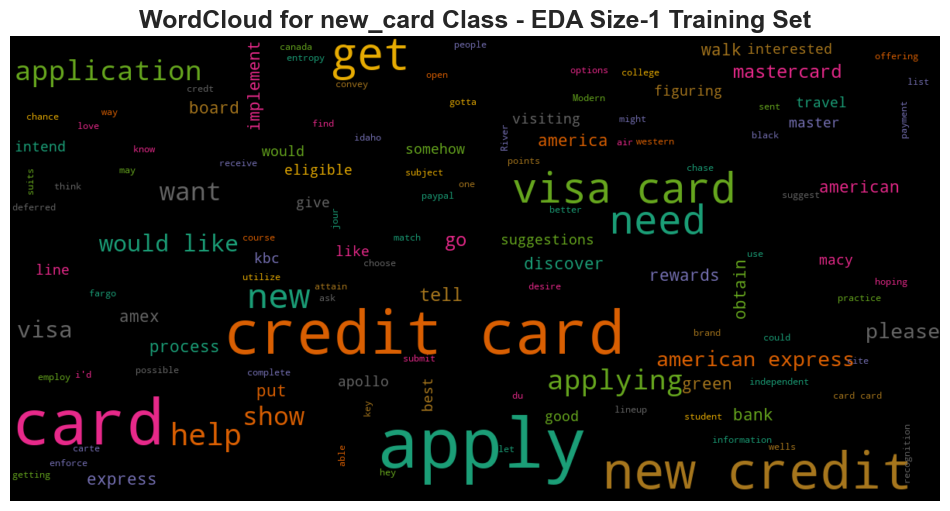 WordCloud for new_card Class - EDA Size-1 Training Set
canada
entropy
get
people
open
walk
interested
offering
application
credt
implement
convey
options
college
mastercard
list
chance
way
board
gotta
Modern
figuring
sent
travel
payment
love
find
idaho
visiting
might
black
master
intend
know
would
somehow
River
america
air
western
receive
eligible
subject
points
chase
may
suits
think
want
give
paypal
one
visa card
suggest
american
deferred
jour
better
need
would like
course
like
match
go
suggestions
use
line
kbc
choose
discover
rewards
macy
utilize
attain
desire
hoping
fargo
new
ask
tell
obtain
practice
visa
amex
credit card
brand
could
please
process
submit
american express
site
employ
i'd
possible
complete
put
apollo
best
applying
green
independent
du
card card
card
help
show
key
good
lineup
student
bank
carte
able
apply
let
information
wells
enforce
getting
express
hey
new credit
recognition